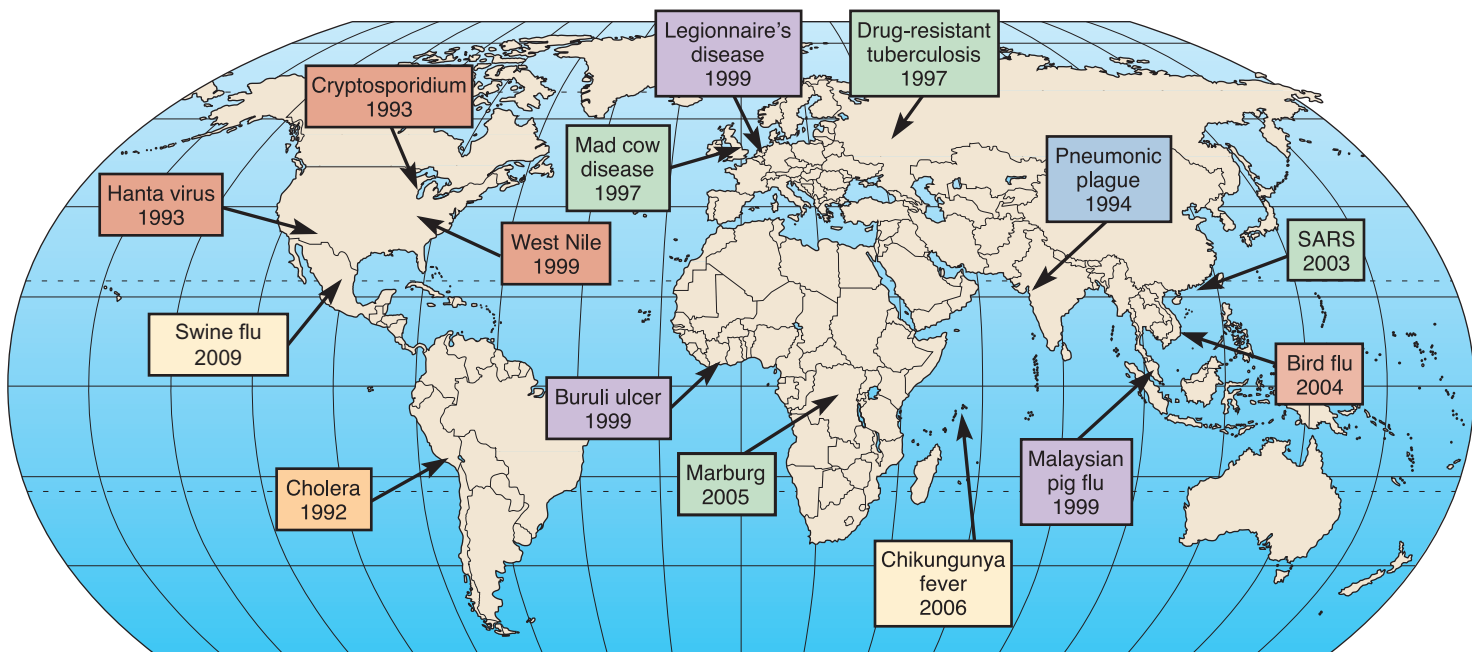 Legionnaire's
disease
1999
Drug-resistant
tuberculosis
1997
Cryptosporidium
1993
Mad cow
disease
1997
Pneumonic
plague
1994
Hanta virus
1993
West Nile
1999
SARS
2003
Swine flu
2009
Bird flu
2004
Buruli ulcer
1999
Marburg
2005
Malaysian
pig flu
1999
Cholera
1992
Chikungunya
fever
2006